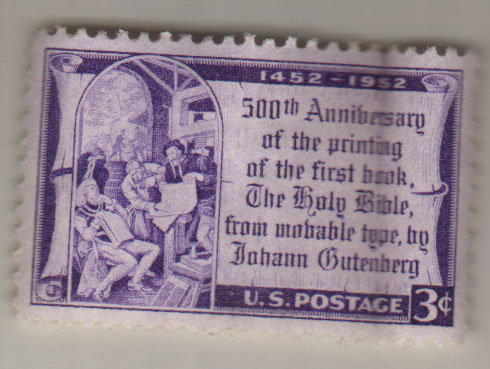 1452-1952
500th Anniversary
of the printing
of the first book,
The Holy Bible,
from movable type, by
Johann Gutenberg
U.S. POSTAGE 3¢